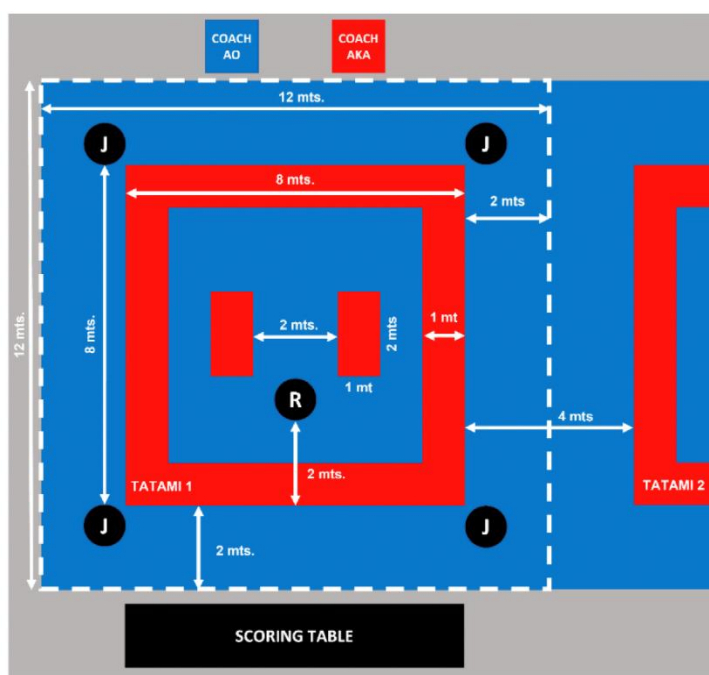 COACH
AO
COACH
AKA
12 mts.
J
J
8 mts.
2 mts
12 mts.
8 mts.
2 mts.
2 mts
1 mt
1 mt
R
4 mts
2 mts.
TATAMI 1
TATAMI 2
J
J
2 mts.
SCORING TABLE